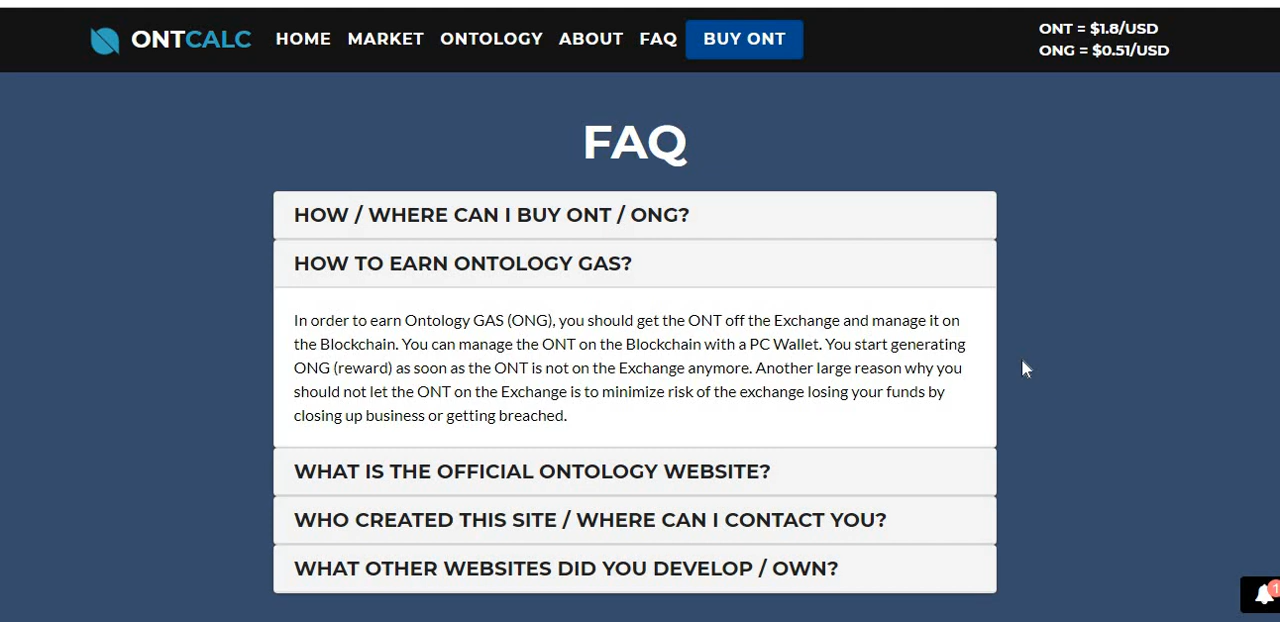 ONTCALC HOME MARKET ONTOLOGY ABOUT FAQ BUY ONT
ONT = $1.8/USD
ONG = $0.51/USD
FAQ
HOW / WHERE CAN I BUY ONT / ONG?
HOW TO EARN ONTOLOGY GAS?
In order to earn Ontology GAS (ONG), you should get the ONT off the Exchange and manage it on
the Blockchain. You can manage the ONT on the Blockchain with a PC Wallet. You start generating
ONG (reward) as soon as the ONT is not on the Exchange anymore. Another large reason why you
should not let the ONT on the Exchange is to minimize risk of the exchange losing your funds by
closing up business or getting breached.
WHAT IS THE OFFICIAL ONTOLOGY WEBSITE?
WHO CREATED THIS SITE / WHERE CAN I CONTACT YOU?
WHAT OTHER WEBSITES DID YOU DEVELOP / OWN?
1